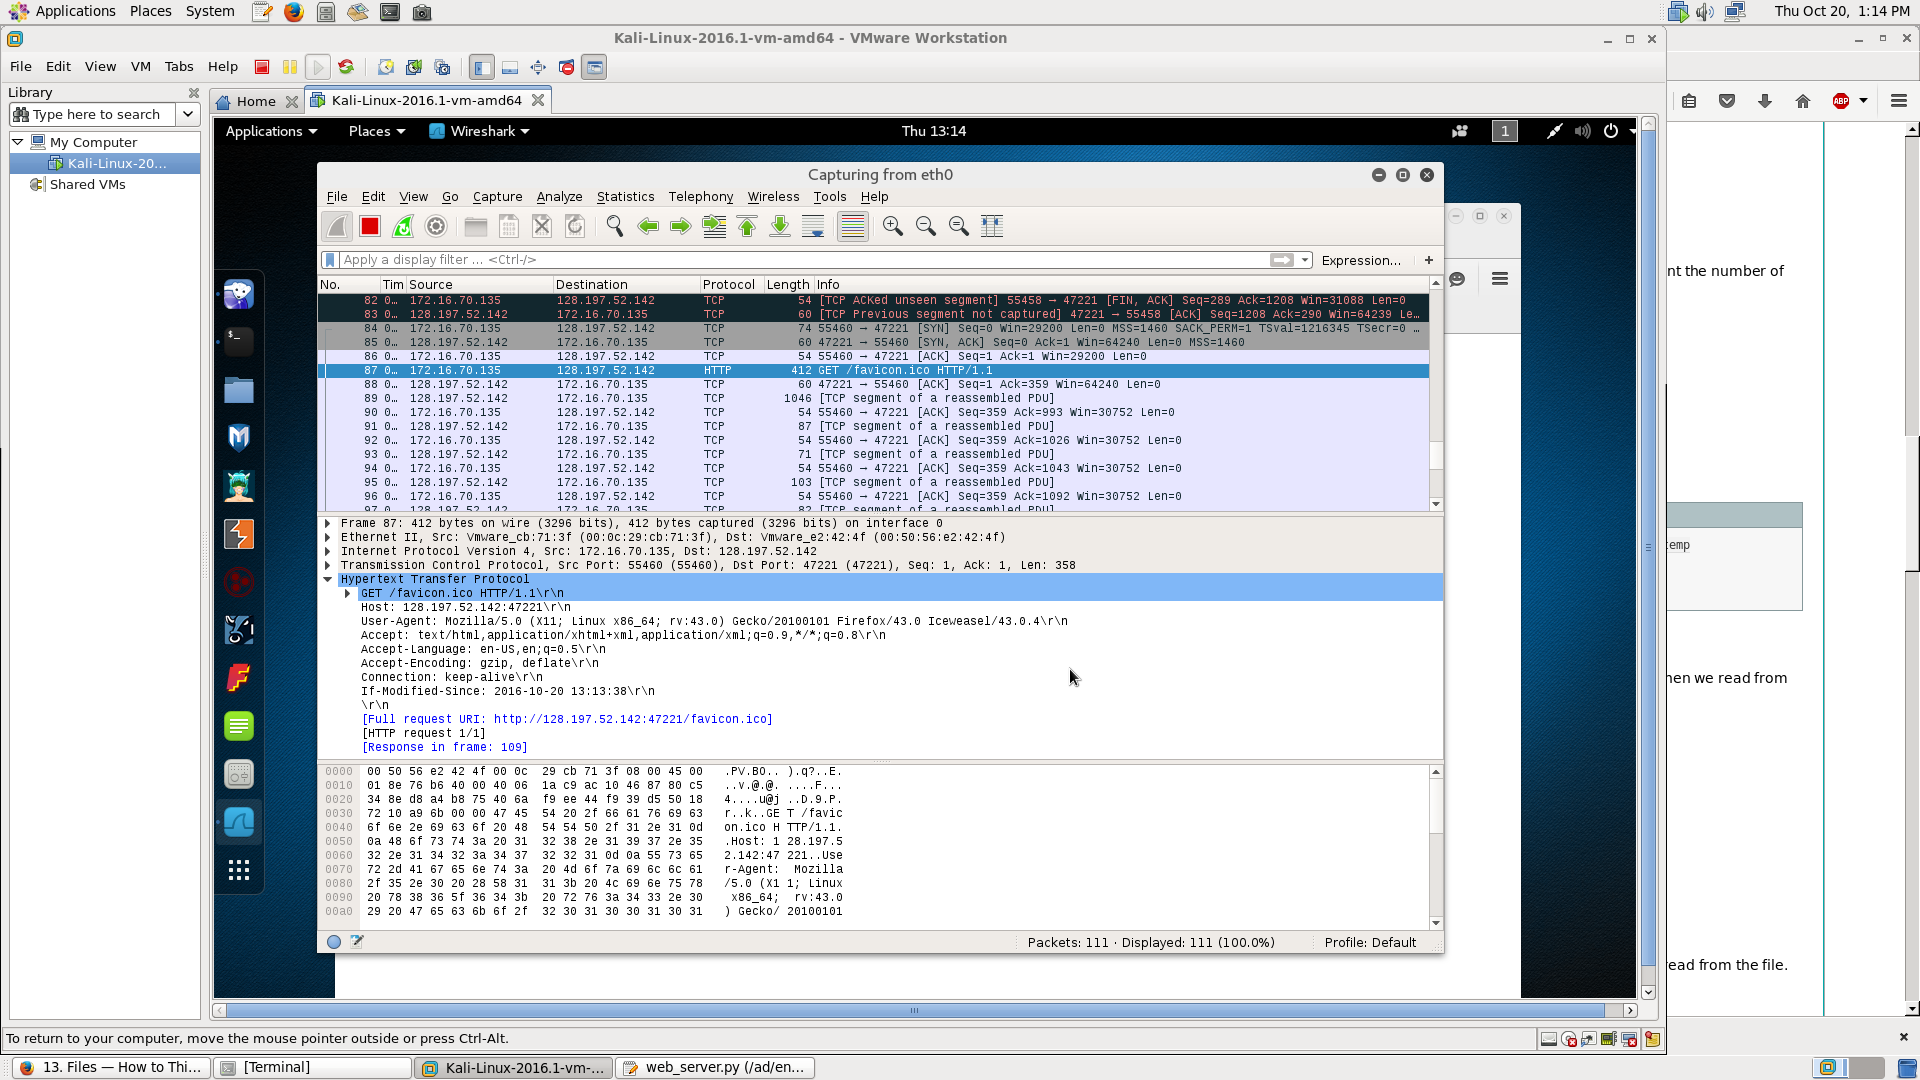 Applications Places System Thu Oct 20, 1:14 PM
Kali-Linux-2016.1-vm-amd64 - VMware Workstation
File Edit View VM Tabs Help
Library
Home Kali-Linux-2016.1-vm-amd64
Type here to search
My Computer
Kali-Linux-20...
Shared VMs
ABP
Applications Places Wireshark Thu 13:14 1
Capturing from eth0
File Edit View Go Capture Analyze Statistics Telephony Wireless Tools Help
Apply a display filter ... <Ctrl-/> Expression... +
No. Tim Source Destination Protocol Length Info
82 0… 172.16.70.135 128.197.52.142 TCP 54 [TCP ACKed unseen segment] 55458 → 47221 [FIN, ACK] Seq=289 Ack=1208 Win=31088 Len=0
83 0… 128.197.52.142 172.16.70.135 TCP 60 [TCP Previous segment not captured] 47221 → 55458 [ACK] Seq=1208 Ack=290 Win=64239 Le…
84 0… 172.16.70.135 128.197.52.142 TCP 74 55460 → 47221 [SYN] Seq=0 Win=29200 Len=0 MSS=1460 SACK_PERM=1 TSval=1216345 TSecr=0 …
85 0… 128.197.52.142 172.16.70.135 TCP 60 47221 → 55460 [SYN, ACK] Seq=0 Ack=1 Win=64240 Len=0 MSS=1460
86 0… 172.16.70.135 128.197.52.142 TCP 54 55460 → 47221 [ACK] Seq=1 Ack=1 Win=29200 Len=0
87 0… 172.16.70.135 128.197.52.142 HTTP 412 GET /favicon.ico HTTP/1.1
88 0… 128.197.52.142 172.16.70.135 TCP 60 47221 → 55460 [ACK] Seq=1 Ack=359 Win=64240 Len=0
89 0… 128.197.52.142 172.16.70.135 TCP 1046 [TCP segment of a reassembled PDU]
90 0… 172.16.70.135 128.197.52.142 TCP 54 55460 → 47221 [ACK] Seq=359 Ack=993 Win=30752 Len=0
91 0… 128.197.52.142 172.16.70.135 TCP 87 [TCP segment of a reassembled PDU]
92 0… 172.16.70.135 128.197.52.142 TCP 54 55460 → 47221 [ACK] Seq=359 Ack=1026 Win=30752 Len=0
93 0… 128.197.52.142 172.16.70.135 TCP 71 [TCP segment of a reassembled PDU]
94 0… 172.16.70.135 128.197.52.142 TCP 54 55460 → 47221 [ACK] Seq=359 Ack=1043 Win=30752 Len=0
95 0… 128.197.52.142 172.16.70.135 TCP 103 [TCP segment of a reassembled PDU]
96 0… 172.16.70.135 128.197.52.142 TCP 54 55460 → 47221 [ACK] Seq=359 Ack=1092 Win=30752 Len=0
97 0… 128.197.52.142 172.16.70.135 TCP 82 [TCP segment of a reassembled PDU]
Frame 87: 412 bytes on wire (3296 bits), 412 bytes captured (3296 bits) on interface 0
Ethernet II, Src: Vmware_cb:71:3f (00:0c:29:cb:71:3f), Dst: Vmware_e2:42:4f (00:50:56:e2:42:4f)
Internet Protocol Version 4, Src: 172.16.70.135, Dst: 128.197.52.142
Transmission Control Protocol, Src Port: 55460 (55460), Dst Port: 47221 (47221), Seq: 1, Ack: 1, Len: 358
Hypertext Transfer Protocol
GET /favicon.ico HTTP/1.1\r\n
Host: 128.197.52.142:47221\r\n
User-Agent: Mozilla/5.0 (X11; Linux x86_64; rv:43.0) Gecko/20100101 Firefox/43.0 Iceweasel/43.0.4\r\n
Accept: text/html,application/xhtml+xml,application/xml;q=0.9,*/*;q=0.8\r\n
Accept-Language: en-US,en;q=0.5\r\n
Accept-Encoding: gzip, deflate\r\n
Connection: keep-alive\r\n
If-Modified-Since: 2016-10-20 13:13:38\r\n
\r\n
[Full request URI: http://128.197.52.142:47221/favicon.ico]
[HTTP request 1/1]
[Response in frame: 109]
0000 00 50 56 e2 42 4f 00 0c 29 cb 71 3f 08 00 45 00 .PV.BO.. ).q?..E.
0010 01 8e 76 b6 40 00 40 06 1a c9 ac 10 46 87 80 c5 ..v.@.@. ....F...
0020 34 8e d8 a4 b8 75 40 6a f9 ee 44 f9 39 d5 50 18 4....u@j ..D.9.P.
0030 72 10 a9 6b 00 00 47 45 54 20 2f 66 61 76 69 63 r..k..GE T /favic
0040 6f 6e 2e 69 63 6f 20 48 54 54 50 2f 31 2e 31 0d on.ico H TTP/1.1.
0050 0a 48 6f 73 74 3a 20 31 32 38 2e 31 39 37 2e 35 .Host: 1 28.197.5
0060 32 2e 31 34 32 3a 34 37 32 32 31 0d 0a 55 73 65 2.142:47 221..Use
0070 72 2d 41 67 65 6e 74 3a 20 4d 6f 7a 69 6c 6c 61 r-Agent: Mozilla
0080 2f 35 2e 30 20 28 58 31 31 3b 20 4c 69 6e 75 78 /5.0 (X1 1; Linux
0090 20 78 38 36 5f 36 34 3b 20 72 76 3a 34 33 2e 30 x86_64; rv:43.0
00a0 29 20 47 65 63 6b 6f 2f 32 30 31 30 30 31 30 31 ) Gecko/ 20100101
Packets: 111 · Displayed: 111 (100.0%) Profile: Default
nt the number of
emp
hen we read from
ead from the file.
To return to your computer, move the mouse pointer outside or press Ctrl-Alt.
13. Files — How to Thi... [Terminal] Kali-Linux-2016.1-vm-... web_server.py (/ad/en...